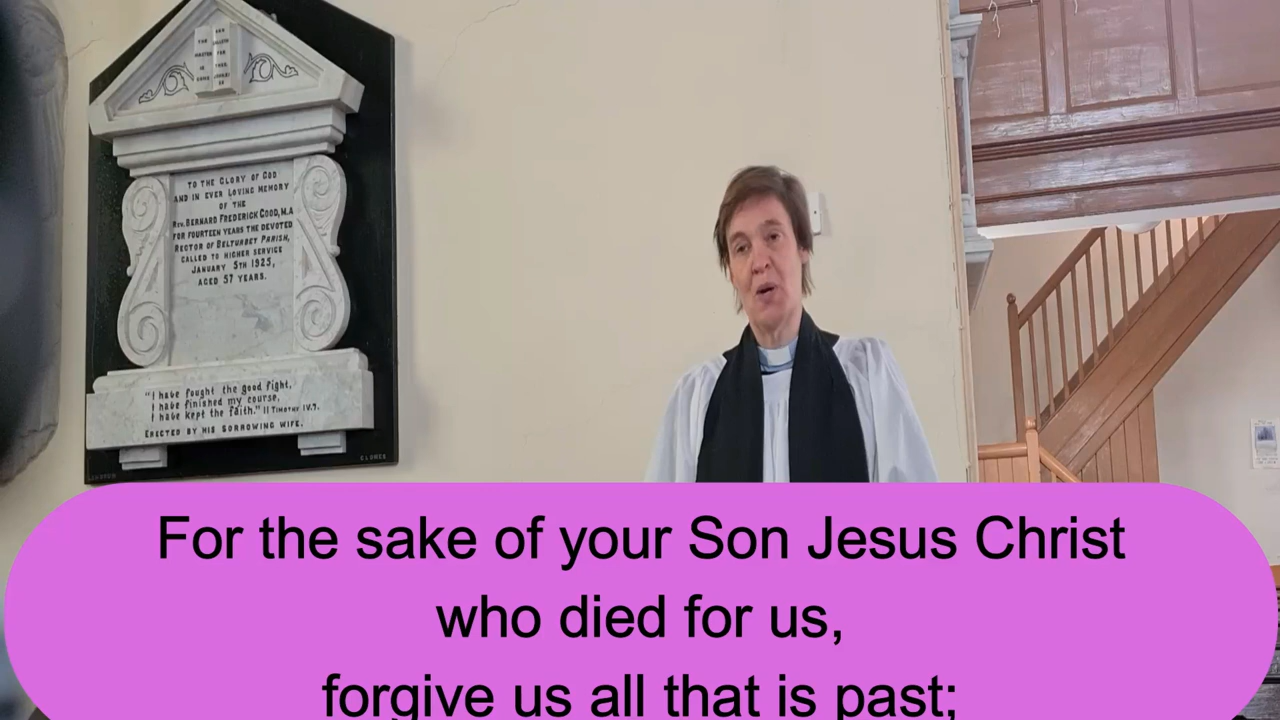 TO THE GLORY OF GOD
AND IN EVER LOVING MEMORY
OF THE
REV. BERNARD FREDERICK GOOD, M.A.
FOR FOURTEEN YEARS THE DEVOTED
RECTOR OF BELTURBET PARISH,
CALLED TO HIGHER SERVICE
JANUARY 5TH 1925,
AGED 57 YEARS.
"I have fought the good fight,
I have finished my course,
I have kept the faith." II TIMOTHY IV.7.
ERECTED BY HIS SORROWING WIFE.
For the sake of your Son Jesus Christ
who died for us,
forgive us all that is past;